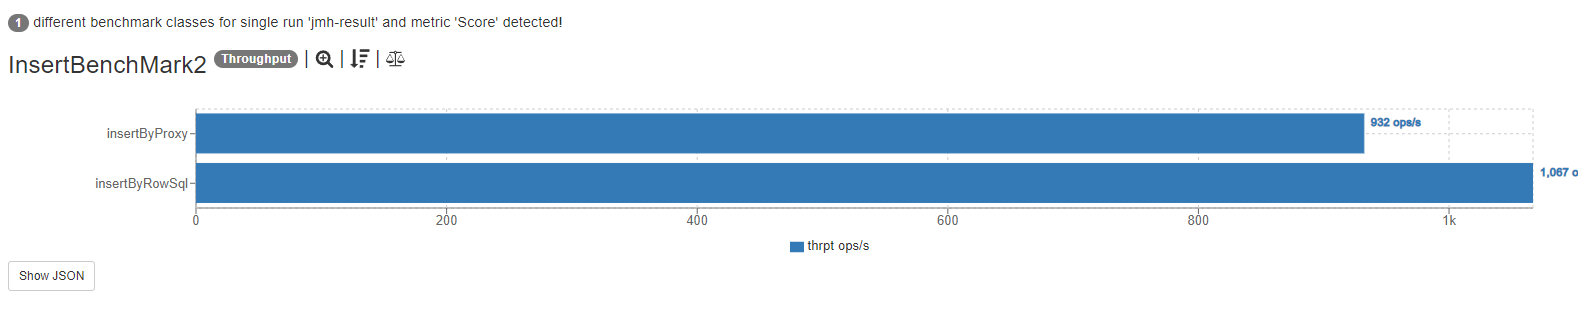 1 different benchmark classes for single run 'jmh-result' and metric 'Score' detected!
InsertBenchMark2 Throughput
insertByProxy 932 ops/s
insertByRowSql 1,067 o
0 200 400 600 800 1k
thrpt ops/s
Show JSON